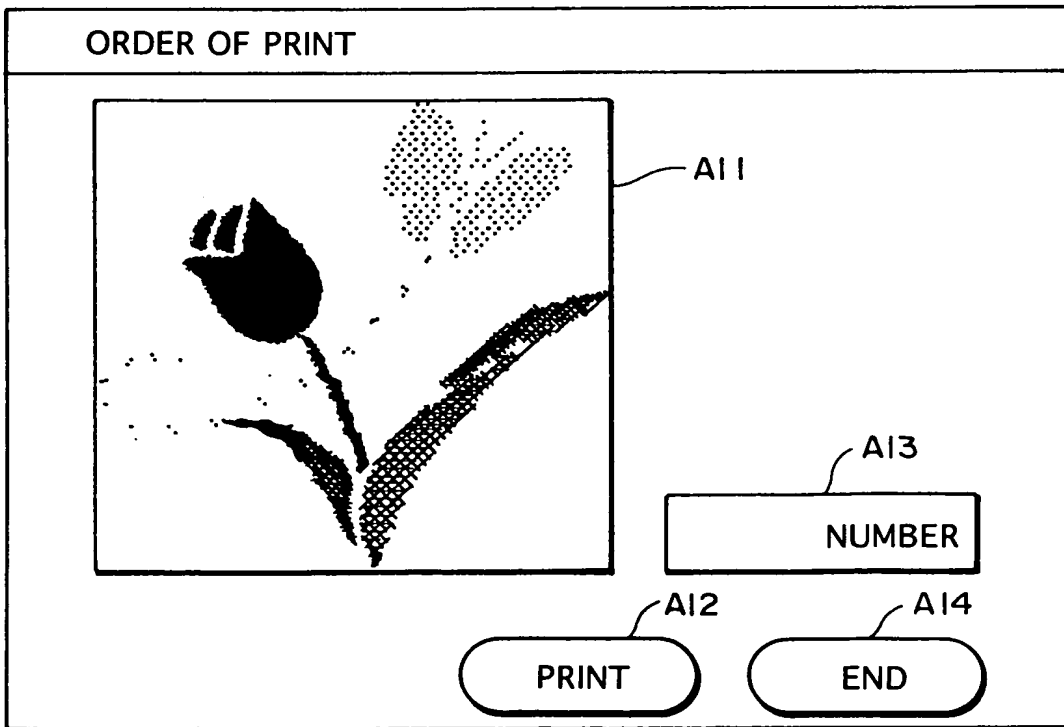 ORDER OF PRINT
A11
A13
NUMBER
A12
A14
PRINT
END